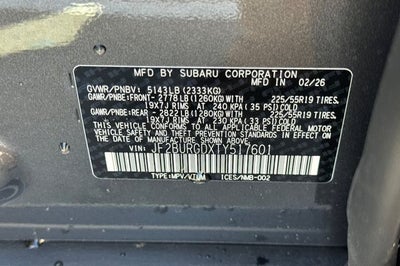 MFD BY SUBARU CORPORATION IN 02/26
GVWR/PNBV: 5143LB (2333KG)
GAWR/PNBE:FRONT- 2778LB (1260KG) WITH 225/55R19 TIRES,
19X7J RIMS AT 240 KPA (35 PSI) COLD.
GAWR/PNBE:REAR - 2822LB (1280KG) WITH 225/55R19 TIRES,
19X7J RIMS AT 230 KPA (33 PSI) COLD.
THIS VEHICLE CONFORMS TO ALL APPLICABLE
FEDERAL MOTOR VEHICLE SAFETY AND
THEFT PREVENTION STANDARDS IN EFFECT ON
THE DATE OF MANUFACTURE SHOWN ABOVE.
VIN:
TYPE:MPV/VTUM ICES/NMB-002